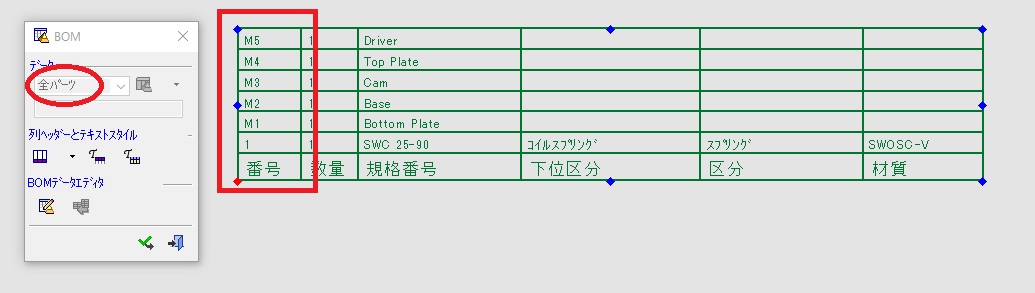 BOM
データ
全パーツ
列ヘッダーとテキストスタイル
BOMデータエディタ
M5 1 Driver
M4 1 Top Plate
M3 1 Cam
M2 1 Base
M1 1 Bottom Plate
1 1 SWC 25-90 ｺｲﾙｽﾌﾟﾘﾝｸﾞ ｽﾌﾟﾘﾝｸﾞ SWOSC-V
番号 数量 規格番号 下位区分 区分 材質